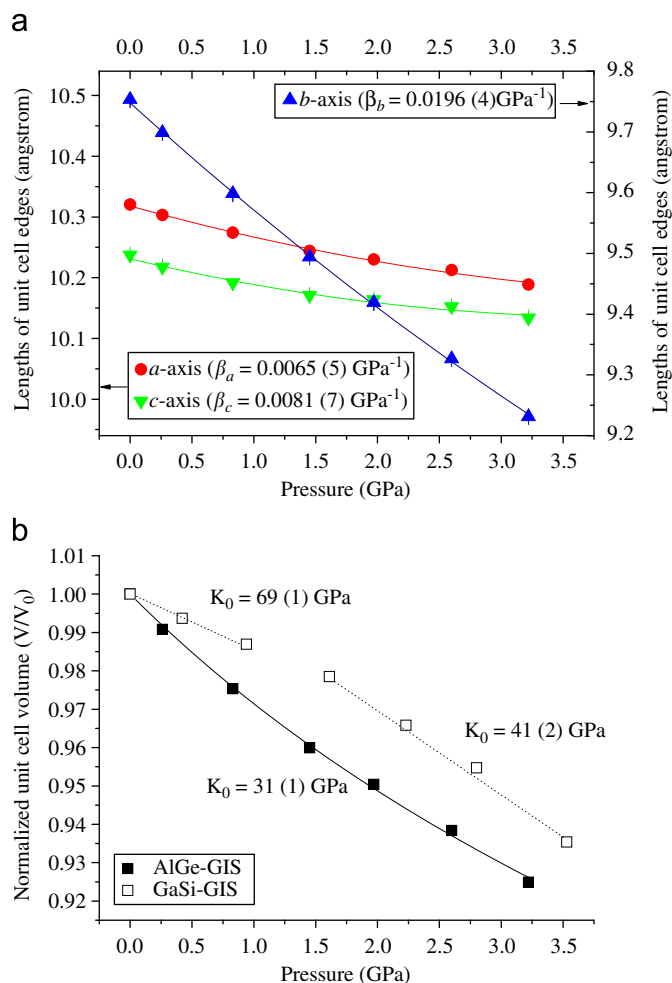 a
0.0 0.5 1.0 1.5 2.0 2.5 3.0 3.5
Lengths of unit cell edges (angstrom)
10.5
10.4
10.3
10.2
10.1
10.0
b-axis (β_b = 0.0196 (4)GPa⁻¹)
a-axis (β_a = 0.0065 (5) GPa⁻¹)
c-axis (β_c = 0.0081 (7) GPa⁻¹)
9.8
9.7
9.6
9.5
9.4
9.3
9.2
Lengths of unit cell edges (angstrom)
0.0 0.5 1.0 1.5 2.0 2.5 3.0 3.5
Pressure (GPa)
b
Normalized unit cell volume (V/V₀)
1.01
1.00
0.99
0.98
0.97
0.96
0.95
0.94
0.93
0.92
K₀ = 69 (1) GPa
K₀ = 41 (2) GPa
K₀ = 31 (1) GPa
AlGe-GIS
GaSi-GIS
0.0 0.5 1.0 1.5 2.0 2.5 3.0 3.5
Pressure (GPa)